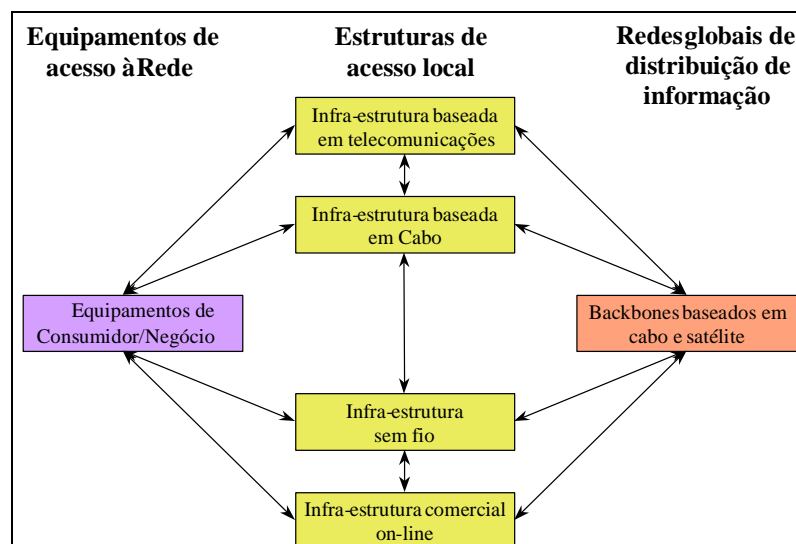 Equipamentos de
acesso àRede
Estruturas de
acesso local
Redesglobais de
distribuição de
informação
Infra-estrutura baseada
em telecomunicações
Infra-estrutura baseada
em Cabo
Equipamentos de
Consumidor/Negócio
Backbones baseados em
cabo e satélite
Infra-estrutura
sem fio
Infra-estrutura comercial
on-line